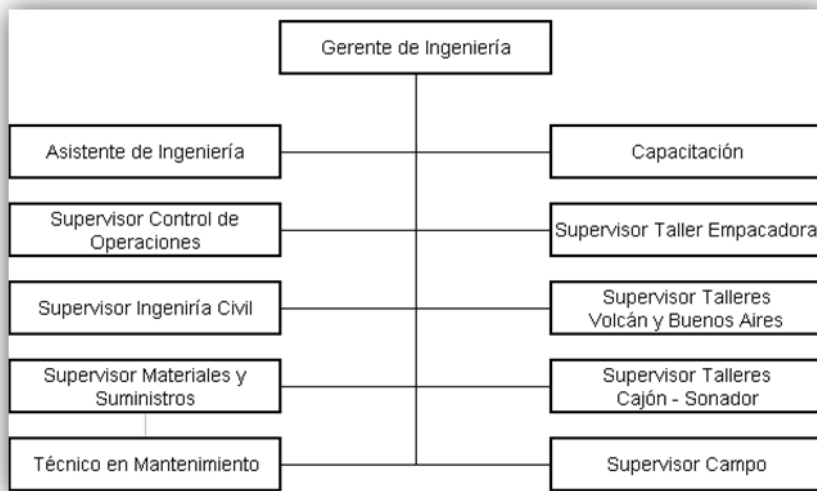 Gerente de Ingeniería
Asistente de Ingeniería
Capacitación
Supervisor Control de
Operaciones
Supervisor Taller Empacadora
Supervisor Ingeniría Civil
Supervisor Talleres
Volcán y Buenos Aires
Supervisor Materiales y
Suministros
Supervisor Talleres
Cajón - Sonador
Técnico en Mantenimiento
Supervisor Campo